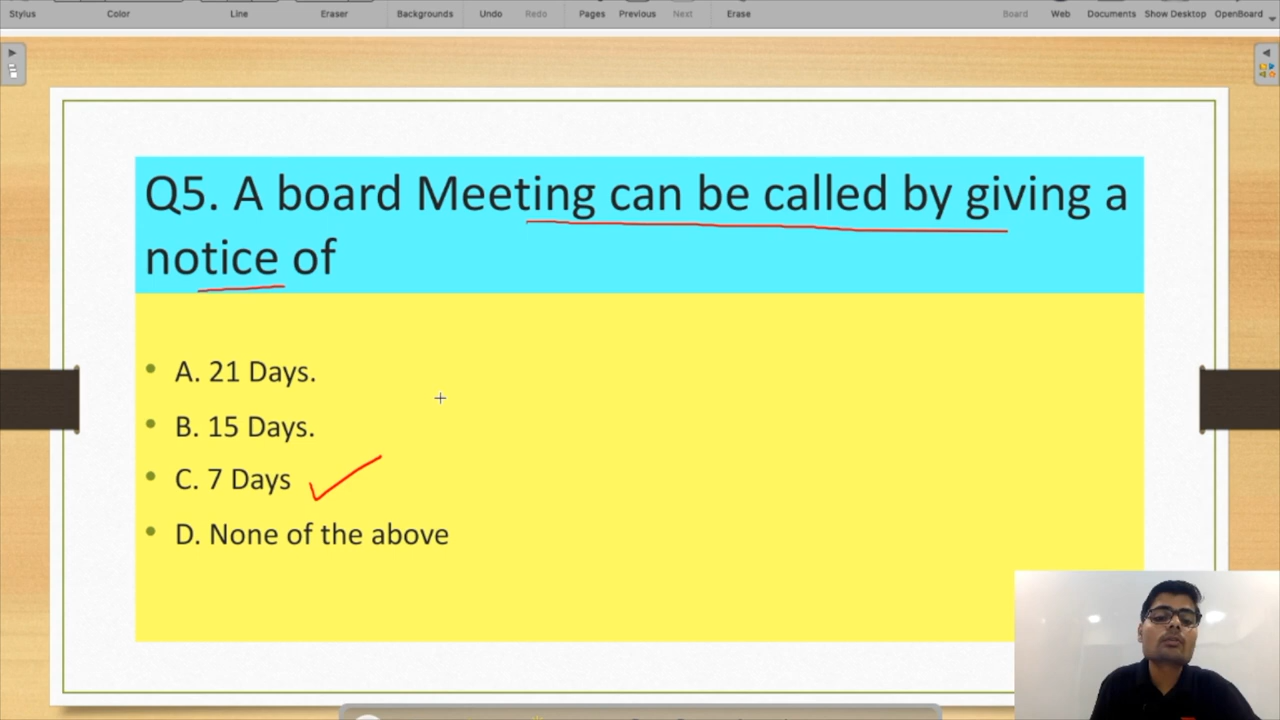 Stylus Color Line Eraser Backgrounds Undo Redo Pages Previous Next Erase Board Web Documents Show Desktop OpenBoard
Q5. A board Meeting can be called by giving a
notice of
• A. 21 Days.
• B. 15 Days.
• C. 7 Days
• D. None of the above